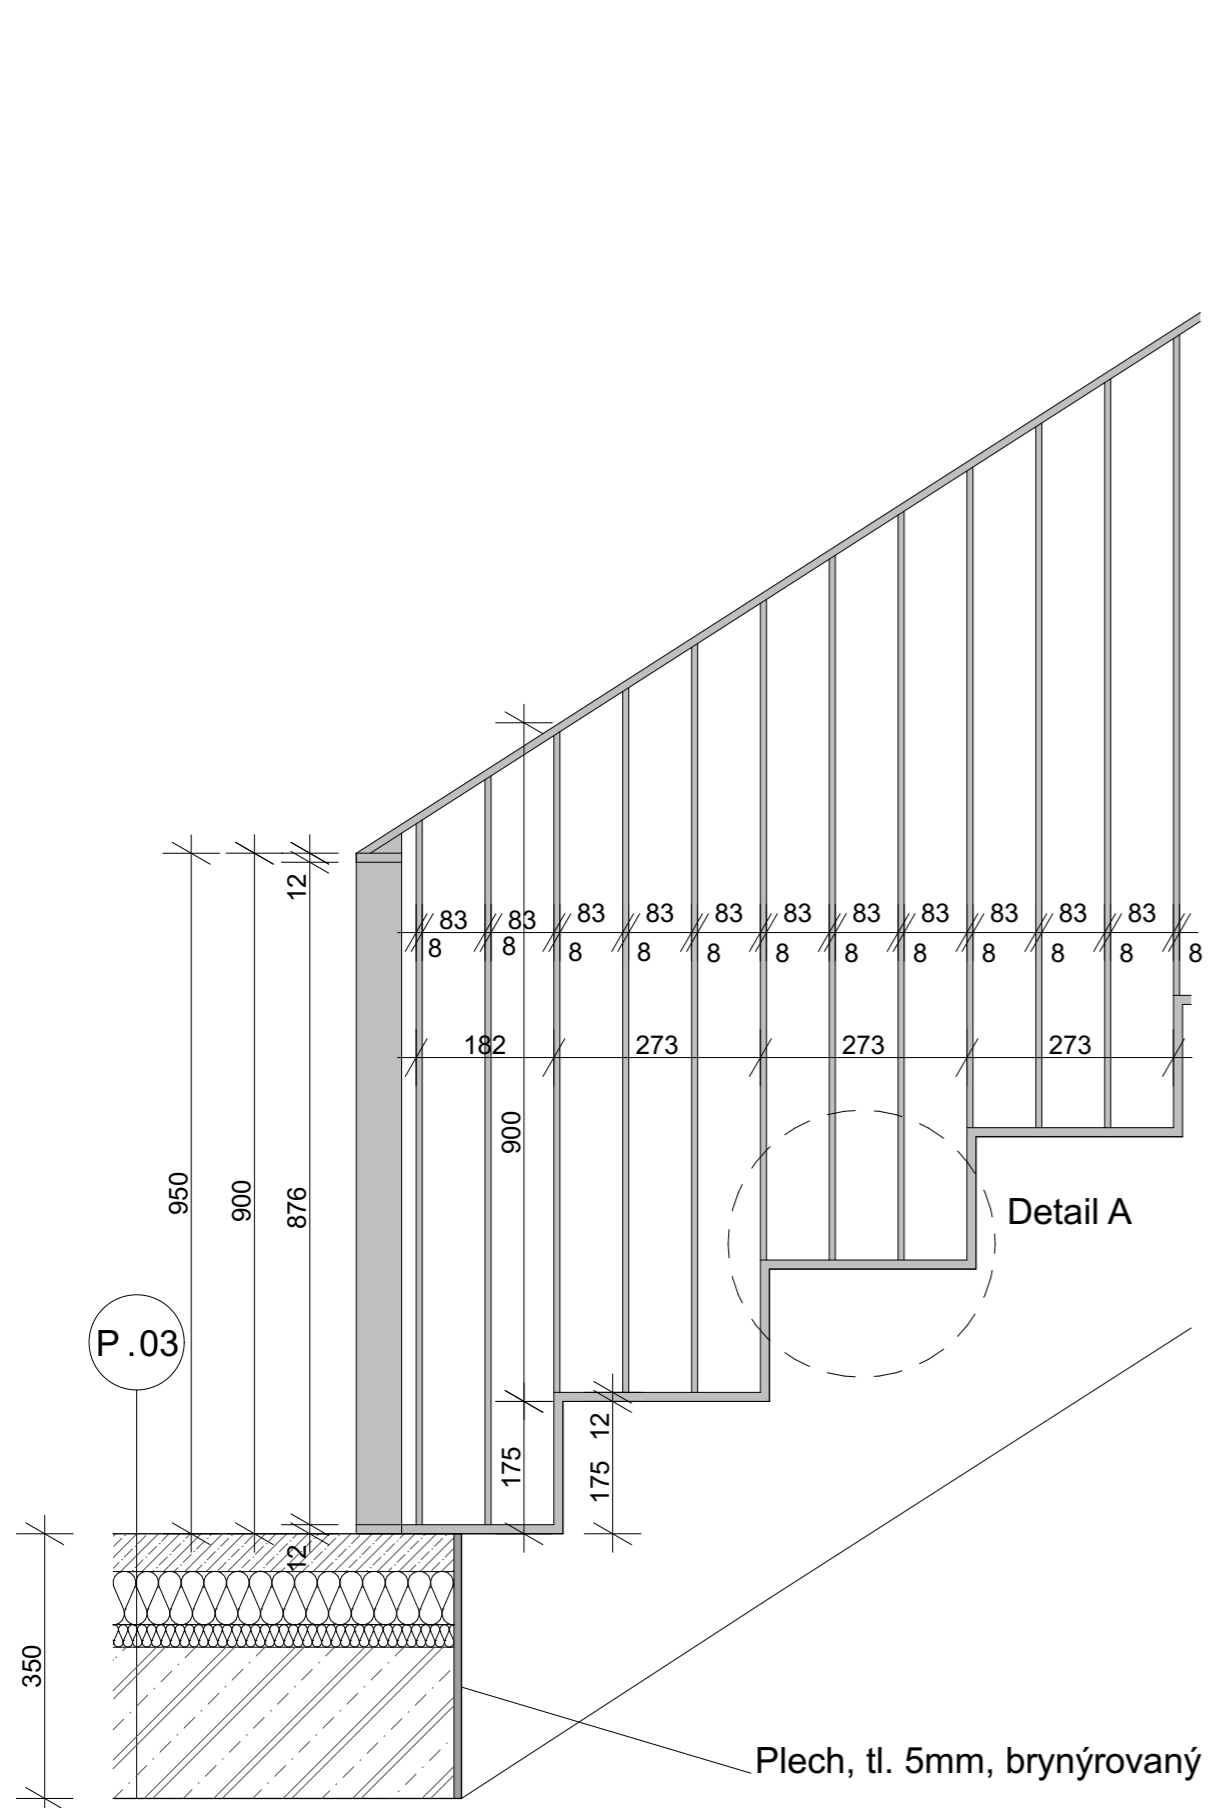 12
83 83 83 83 83 83 83 83 83 83 83
8 8 8 8 8 8 8 8 8 8 8 8
182 273 273 273
950 900 876 900
Detail A
P.03
175 175 12
12
350
Plech, tl. 5mm, brynýrovaný